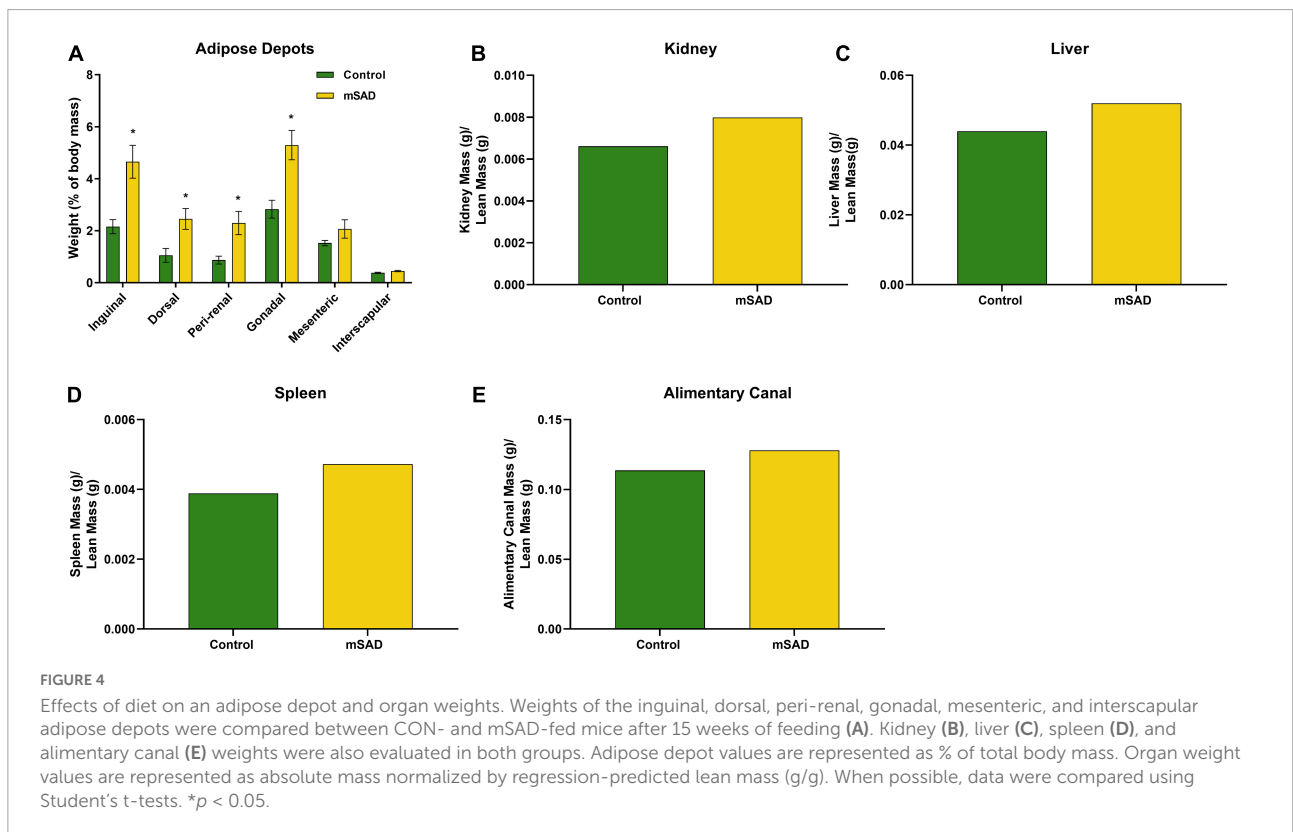 A
Adipose Depots
Control
mSAD
Weight (% of body mass)
8
6
4
2
0
*
*
*
*
Inguinal
Dorsal
Peri-renal
Gonadal
Mesenteric
Interscapular
B
Kidney
Kidney Mass (g)/
Lean Mass (g)
0.010
0.008
0.006
0.004
0.002
0.000
Control
mSAD
C
Liver
Liver Mass (g)/
Lean Mass(g)
0.06
0.04
0.02
0.00
Control
mSAD
D
Spleen
Spleen Mass (g)/
Lean Mass (g)
0.006
0.004
0.002
0.000
Control
mSAD
E
Alimentary Canal
Alimentary Canal Mass (g)/
Lean Mass (g)
0.15
0.10
0.05
0.00
Control
mSAD
FIGURE 4
Effects of diet on an adipose depot and organ weights. Weights of the inguinal, dorsal, peri-renal, gonadal, mesenteric, and interscapular
adipose depots were compared between CON- and mSAD-fed mice after 15 weeks of feeding (A). Kidney (B), liver (C), spleen (D), and
alimentary canal (E) weights were also evaluated in both groups. Adipose depot values are represented as % of total body mass. Organ weight
values are represented as absolute mass normalized by regression-predicted lean mass (g/g). When possible, data were compared using
Student's t-tests. *p < 0.05.